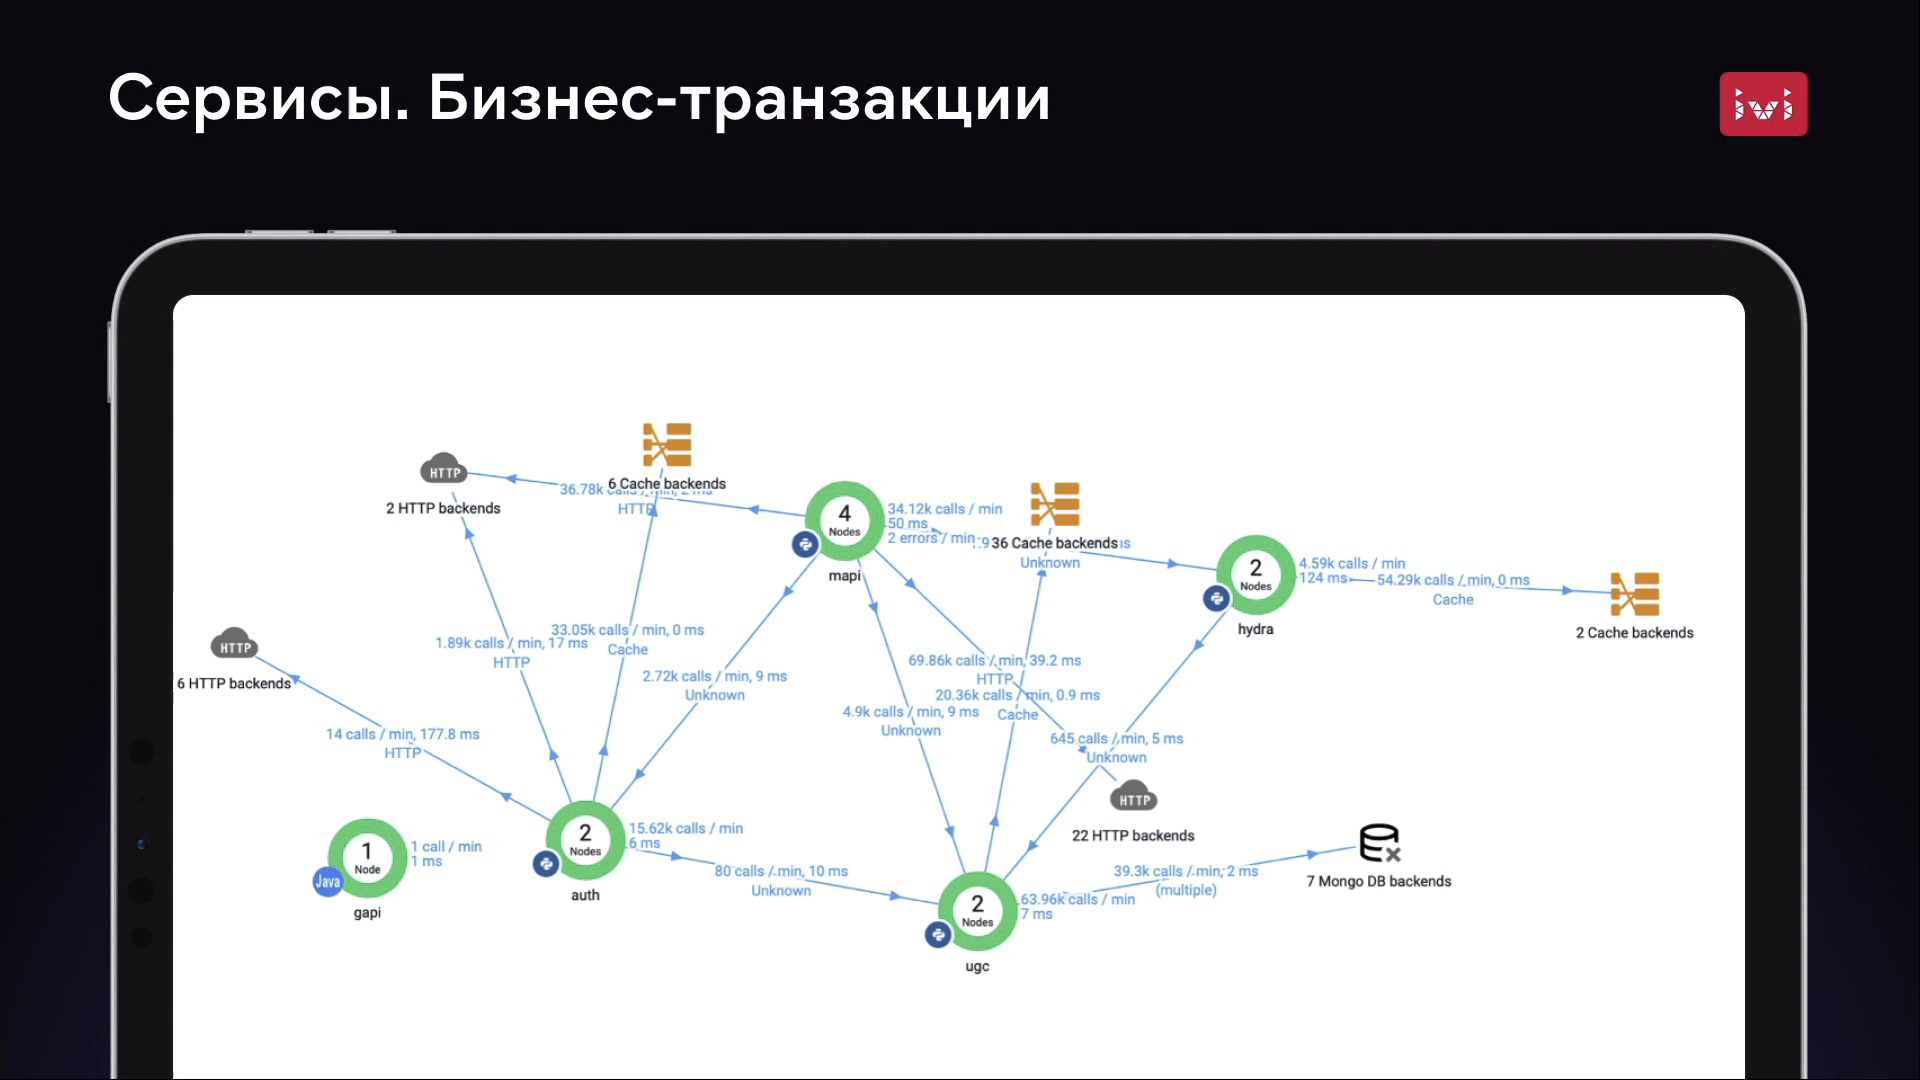 Сервисы. Бизнес-транзакции
ivi
HTTP
2 HTTP backends
6 Cache backends
36.78k calls / min, 2 ms
HTTP
4
Nodes
mapi
34.12k calls / min
50 ms
2 errors / min
36 Cache backends
Unknown
2
Nodes
hydra
4.59k calls / min
124 ms
54.29k calls / min, 0 ms
Cache
2 Cache backends
HTTP
6 HTTP backends
1.89k calls / min, 17 ms
HTTP
33.05k calls / min, 0 ms
Cache
2.72k calls / min, 9 ms
Unknown
69.86k calls / min, 39.2 ms
HTTP
20.36k calls / min, 0.9 ms
Cache
4.9k calls / min, 9 ms
Unknown
645 calls / min, 5 ms
Unknown
14 calls / min, 177.8 ms
HTTP
HTTP
22 HTTP backends
1
Node
Java
gapi
1 call / min
1 ms
2
Nodes
auth
15.62k calls / min
6 ms
80 calls / min, 10 ms
Unknown
2
Nodes
ugc
63.96k calls / min
7 ms
39.3k calls / min, 2 ms
(multiple)
7 Mongo DB backends